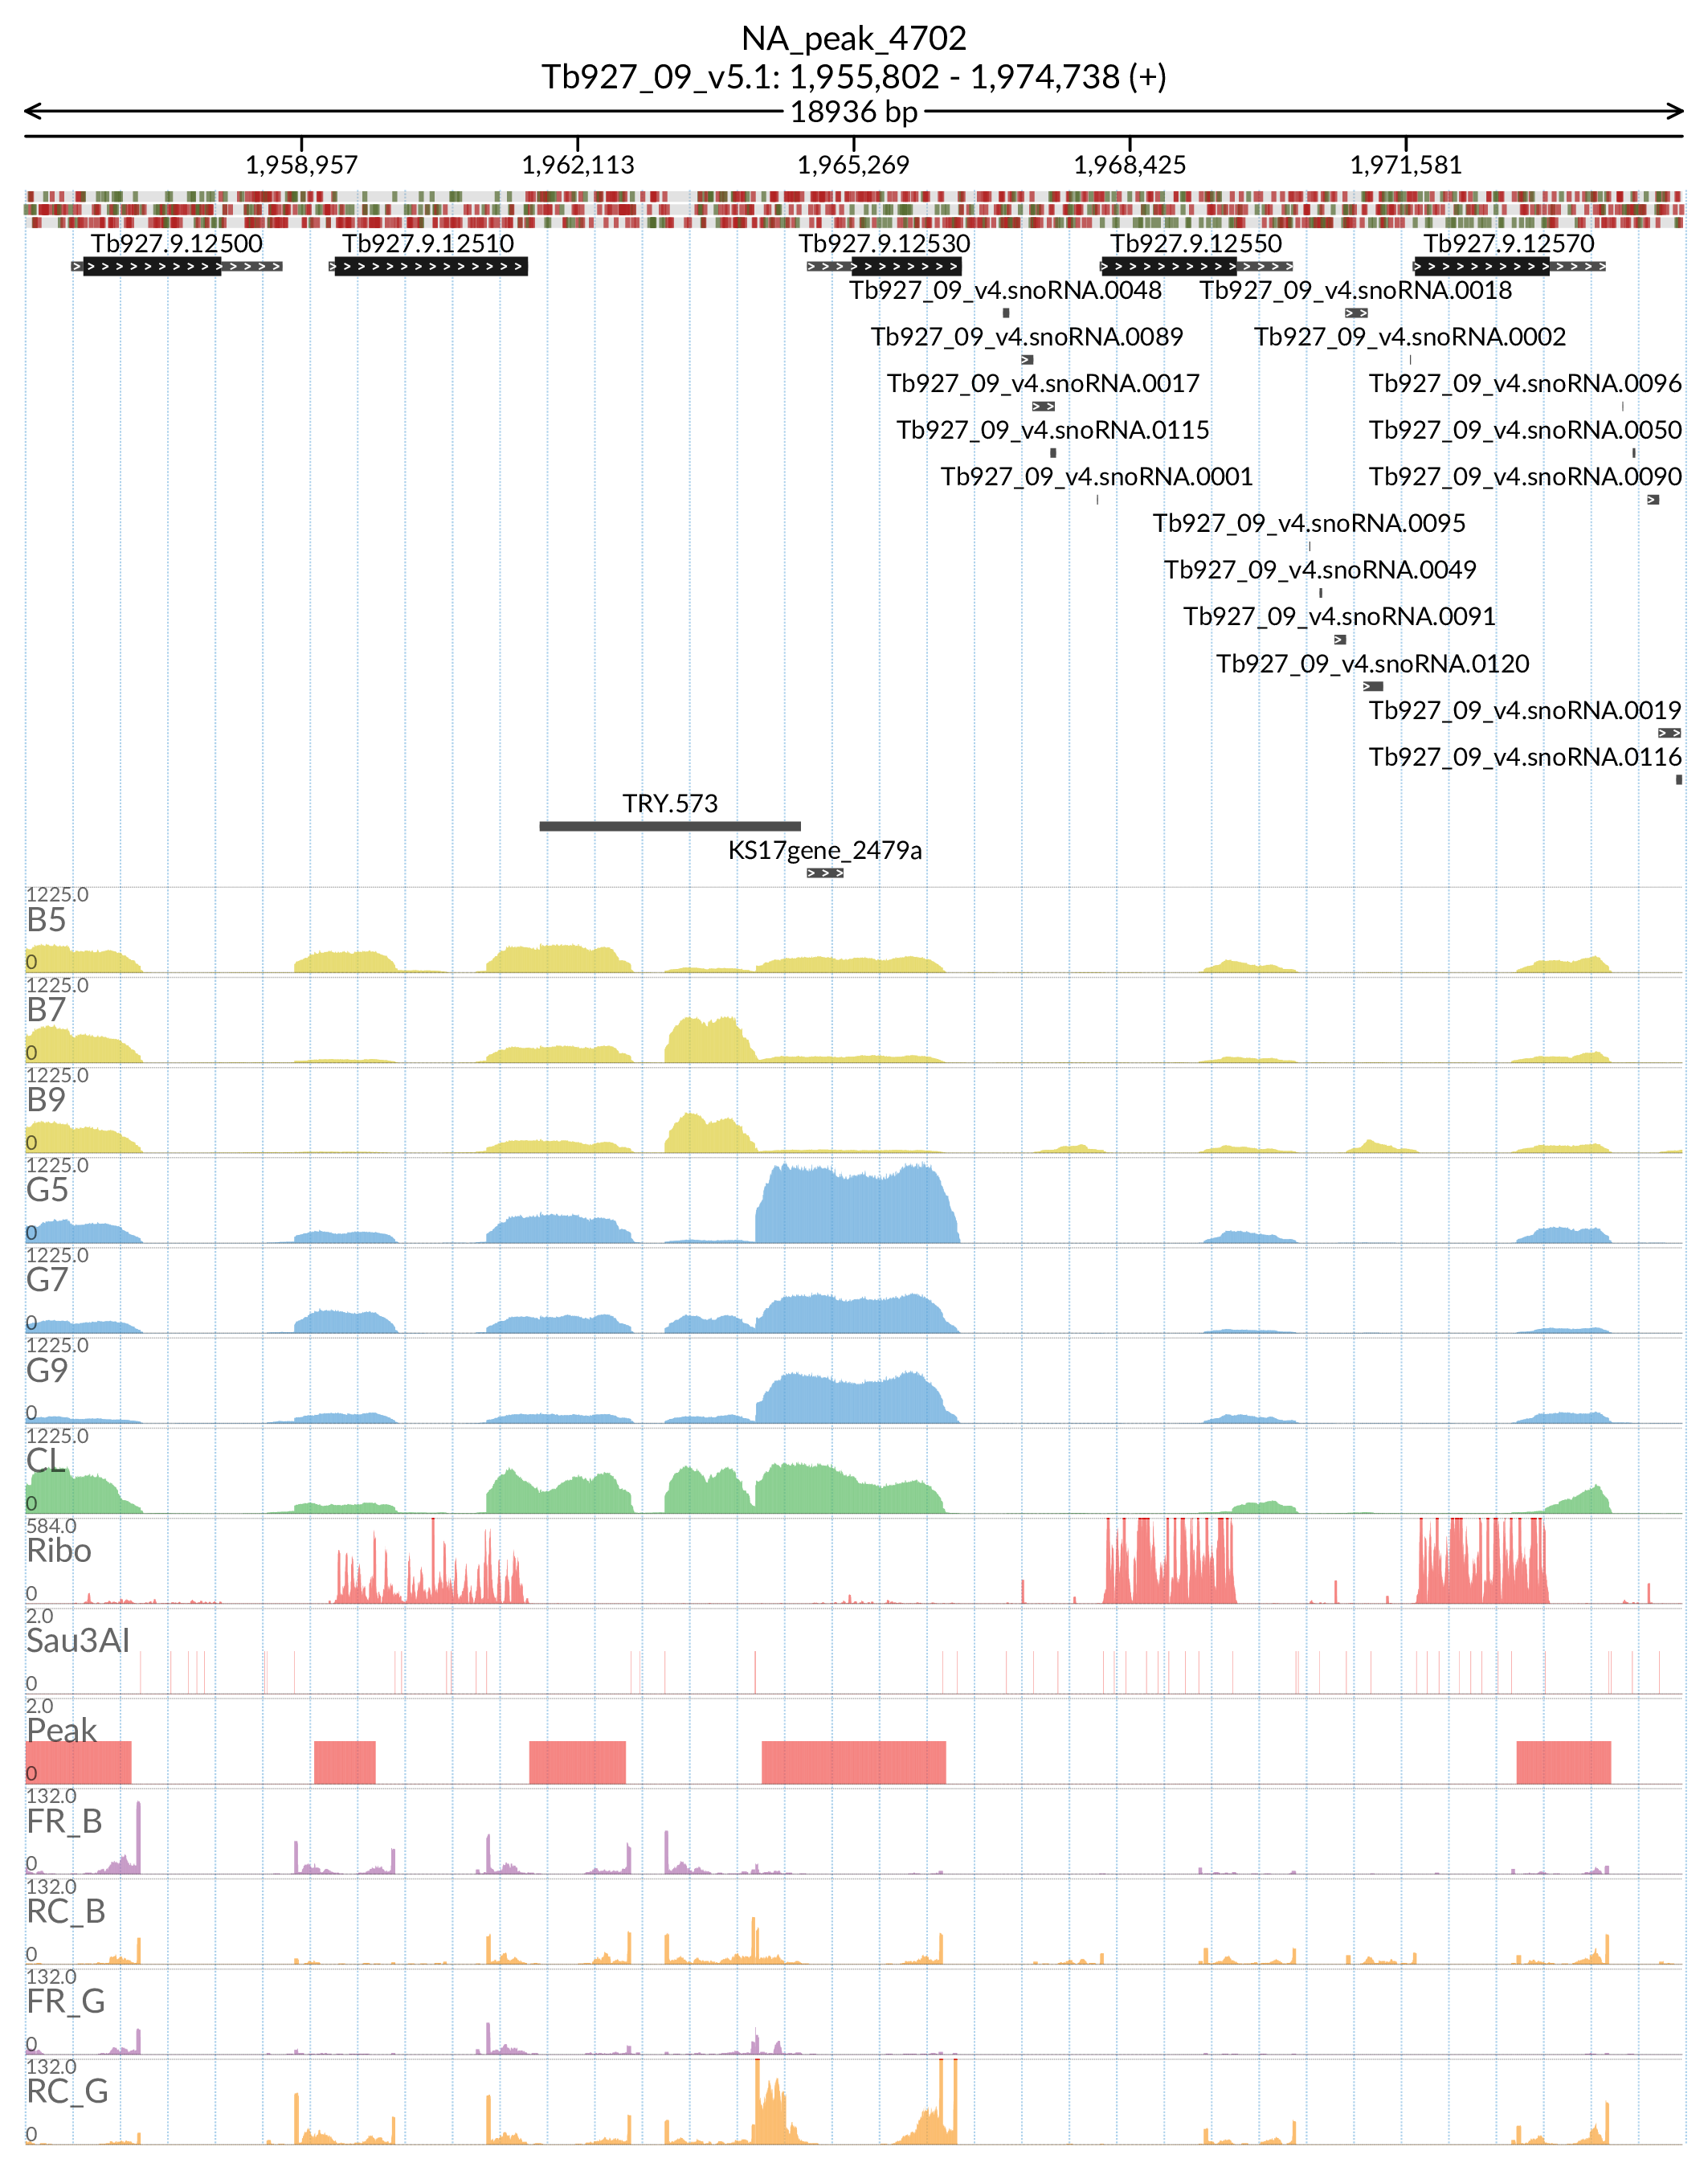 NA_peak_4702
Tb927_09_v5.1: 1,955,802 - 1,974,738 (+)
18936 bp
1,958,957 1,962,113 1,965,269 1,968,425 1,971,581
Tb927.9.12500 Tb927.9.12510 Tb927.9.12530 Tb927.9.12550 Tb927.9.12570
Tb927_09_v4.snoRNA.0048 Tb927_09_v4.snoRNA.0018
Tb927_09_v4.snoRNA.0089 Tb927_09_v4.snoRNA.0002
Tb927_09_v4.snoRNA.0017 Tb927_09_v4.snoRNA.0096
Tb927_09_v4.snoRNA.0115 Tb927_09_v4.snoRNA.0050
Tb927_09_v4.snoRNA.0001 Tb927_09_v4.snoRNA.0090
Tb927_09_v4.snoRNA.0095
Tb927_09_v4.snoRNA.0049
Tb927_09_v4.snoRNA.0091
Tb927_09_v4.snoRNA.0120
Tb927_09_v4.snoRNA.0019
Tb927_09_v4.snoRNA.0116
TRY.573
KS17gene_2479a
1225.0
B5
0
1225.0
B7
0
1225.0
B9
0
1225.0
G5
0
1225.0
G7
0
1225.0
G9
0
1225.0
CL
0
584.0
Ribo
0
2.0
Sau3AI
0
2.0
Peak
0
132.0
FR_B
0
132.0
RC_B
0
132.0
FR_G
0
132.0
RC_G
0